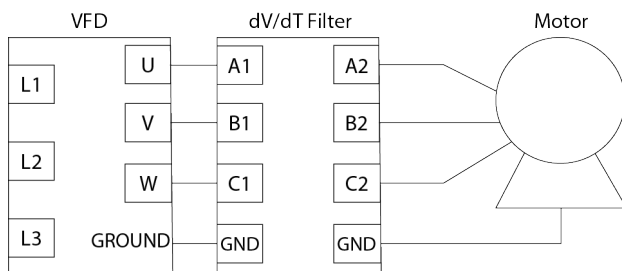 VFD
dV/dT Filter
Motor
L1
U
A1
A2
V
B1
B2
L2
W
C1
C2
L3
GROUND
GND
GND